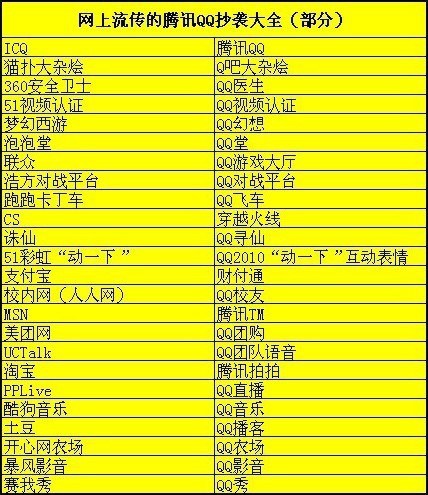 网上流传的腾讯QQ抄袭大全（部分）
ICQ 腾讯QQ
猫扑大杂烩 Q吧大杂烩
360安全卫士 QQ医生
51视频认证 QQ视频认证
梦幻西游 QQ幻想
泡泡堂 QQ堂
联众 QQ游戏大厅
浩方对战平台 QQ对战平台
跑跑卡丁车 QQ飞车
CS 穿越火线
诛仙 QQ寻仙
51彩虹“动一下” QQ2010“动一下”互动表情
支付宝 财付通
校内网（人人网） QQ校友
MSN 腾讯TM
美团网 QQ团购
UCTalk QQ团队语音
淘宝 腾讯拍拍
PPLive QQ直播
酷狗音乐 QQ音乐
土豆 QQ播客
开心网农场 QQ农场
暴风影音 QQ影音
赛我秀 QQ秀